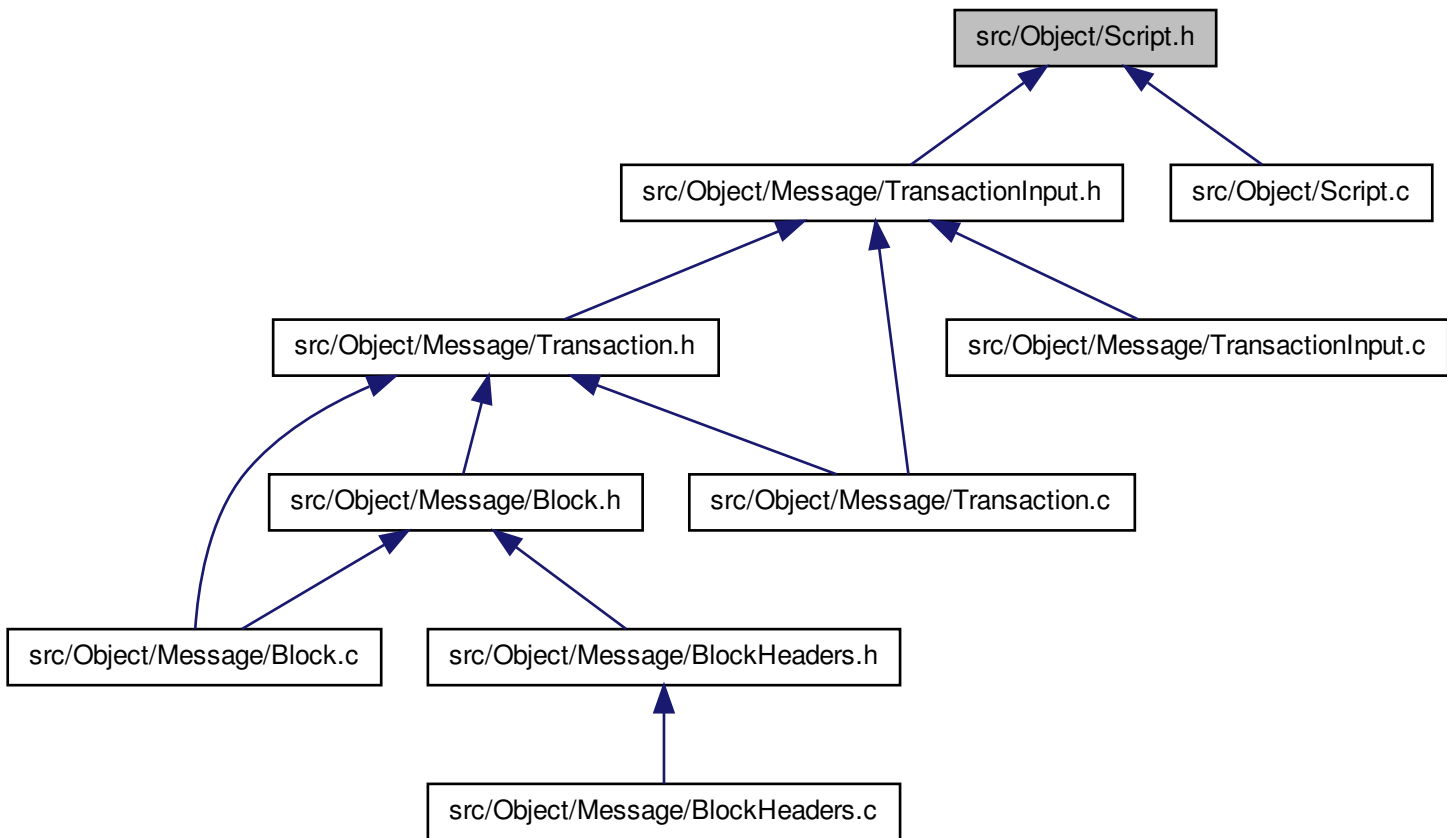 src/Object/Script.h
src/Object/Message/TransactionInput.h
src/Object/Script.c
src/Object/Message/Transaction.h
src/Object/Message/TransactionInput.c
src/Object/Message/Block.h
src/Object/Message/Transaction.c
src/Object/Message/Block.c
src/Object/Message/BlockHeaders.h
src/Object/Message/BlockHeaders.c